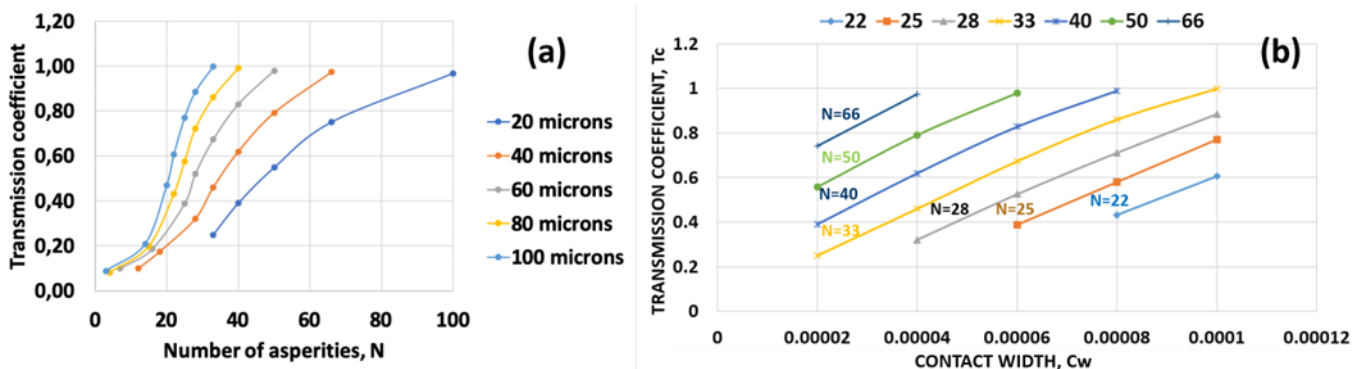 1,20
1,00
0,80
0,60
0,40
0,20
0,00
Transmission coefficient
0 20 40 60 80 100
Number of asperities, N
(a)
20 microns
40 microns
60 microns
80 microns
100 microns
22 25 28 33 40 50 66
1.2
1
0.8
0.6
0.4
0.2
0
TRANSMISSION COEFFICIENT, Tc
(b)
N=66
N=50
N=40
N=33
N=28
N=25
N=22
0 0.00002 0.00004 0.00006 0.00008 0.0001 0.00012
CONTACT WIDTH, Cw